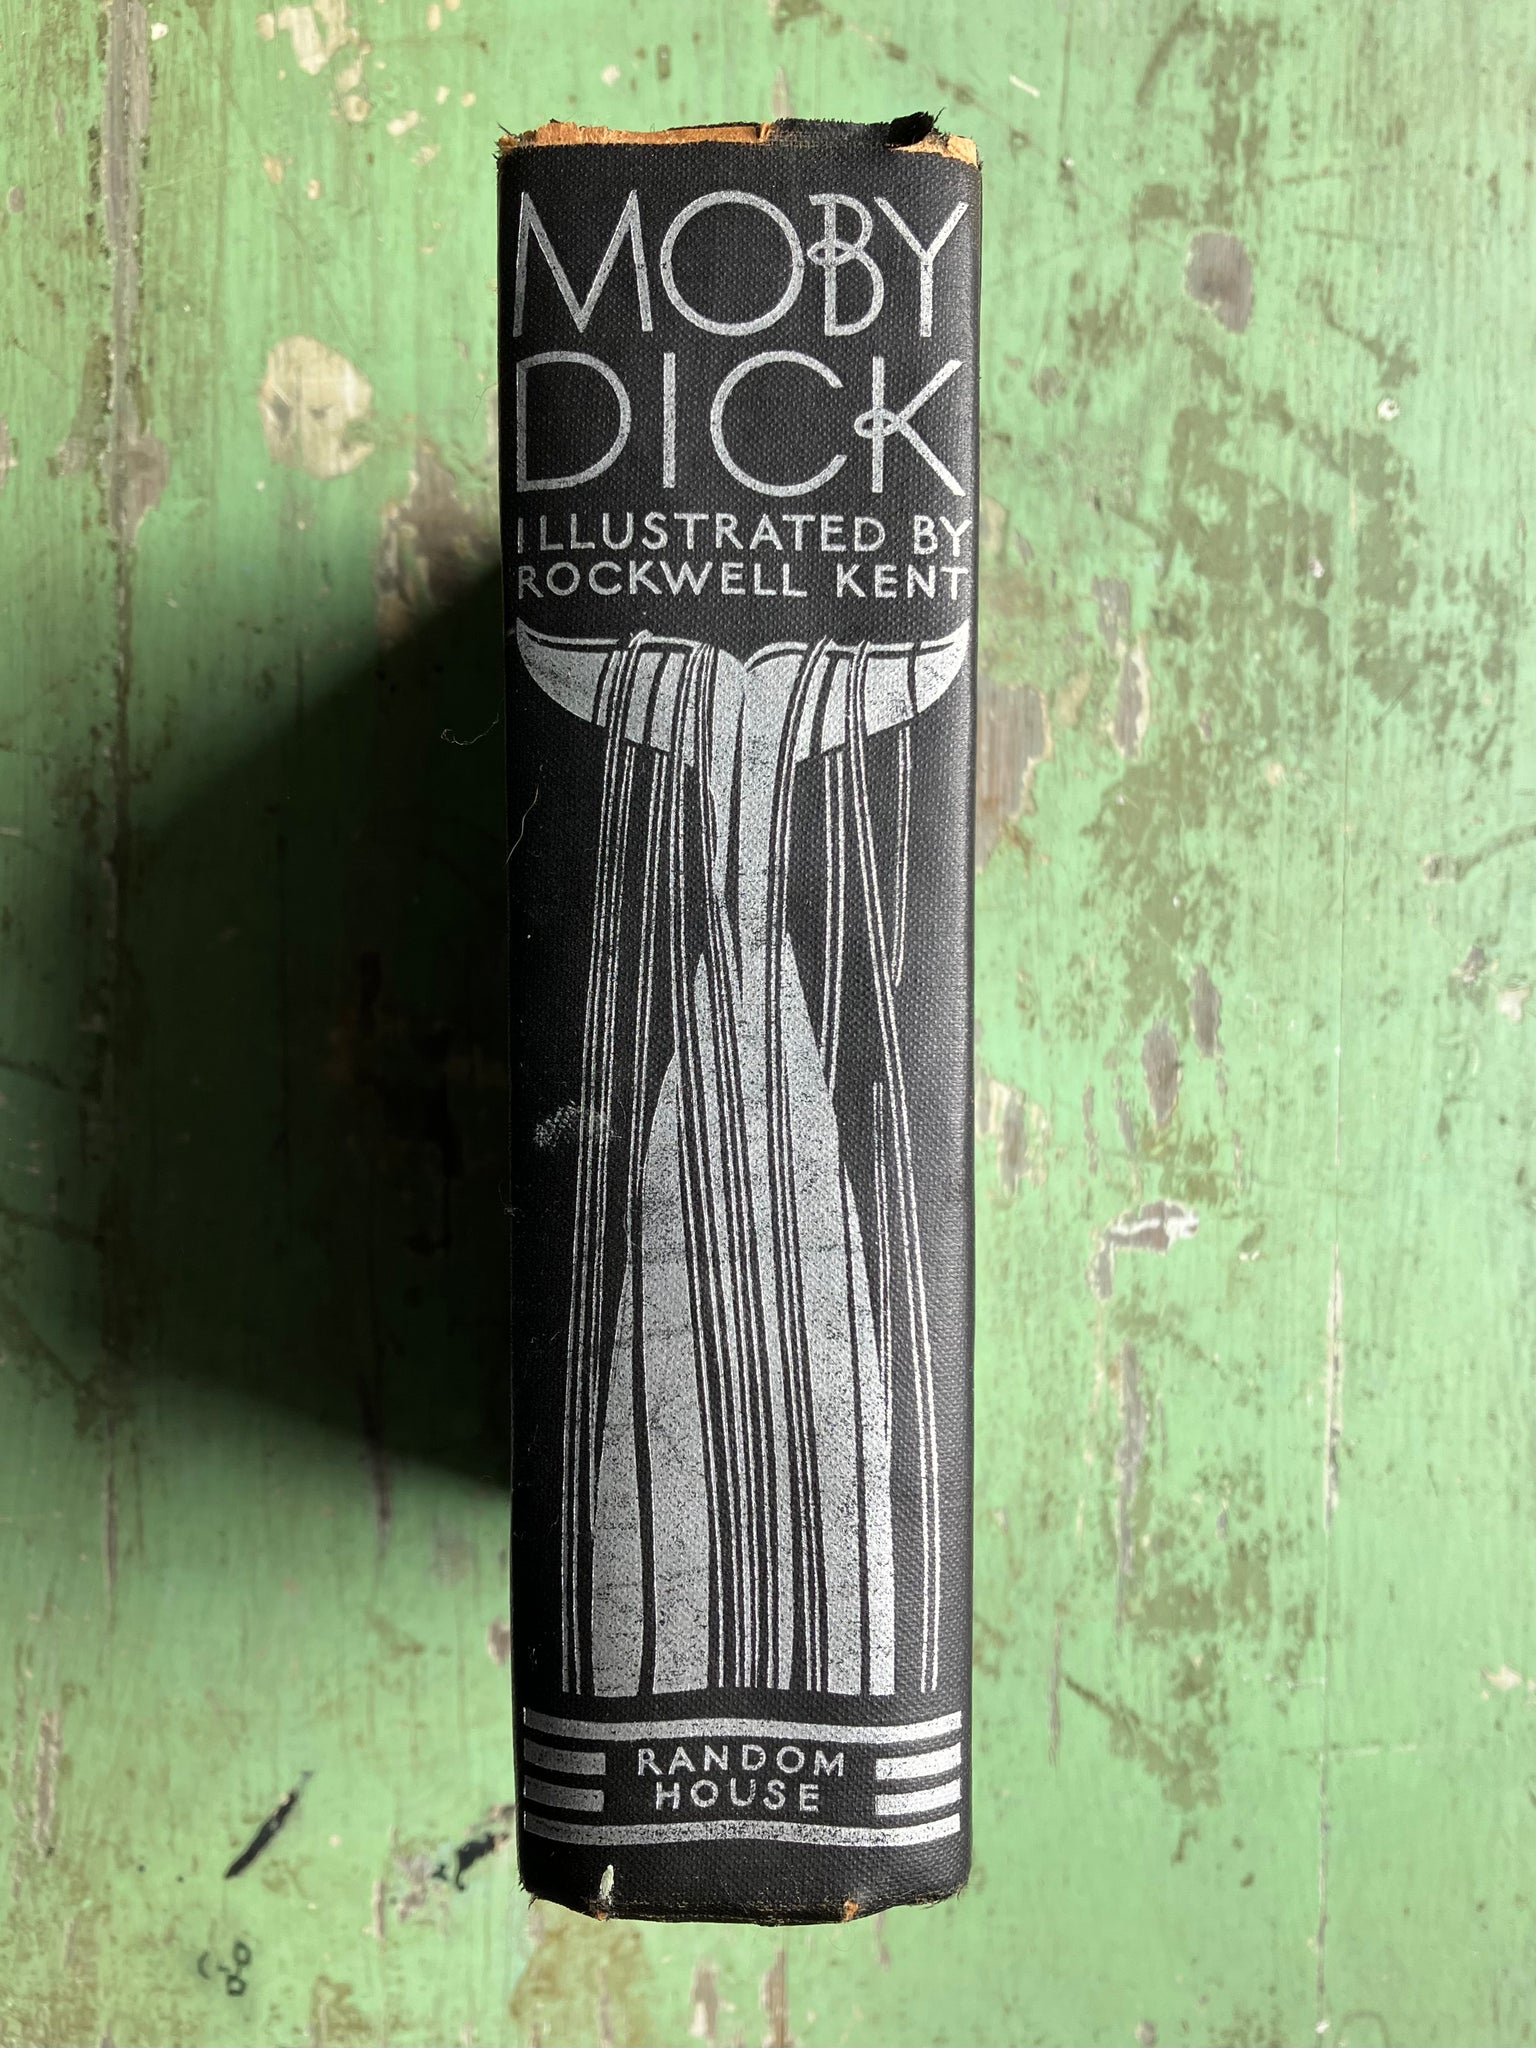 MOBY
DICK
ILLUSTRATED BY
ROCKWELL KENT
RANDOM
HOUSE